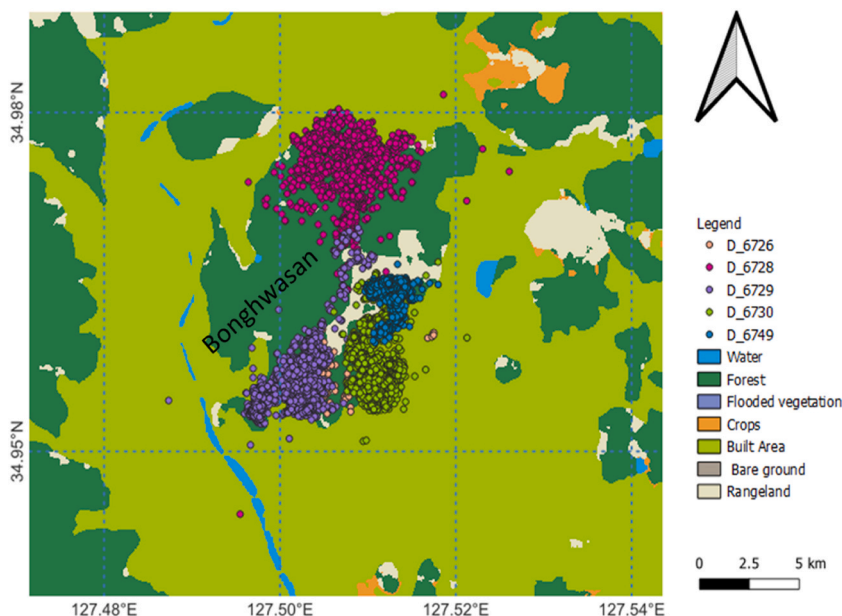 34.98°N
34.95°N
Bonghwasan
127.48°E
127.50°E
127.52°E
127.54°E
Legend
D_6726
D_6728
D_6729
D_6730
D_6749
Water
Forest
Flooded vegetation
Crops
Built Area
Bare ground
Rangeland
0 2.5 5 km